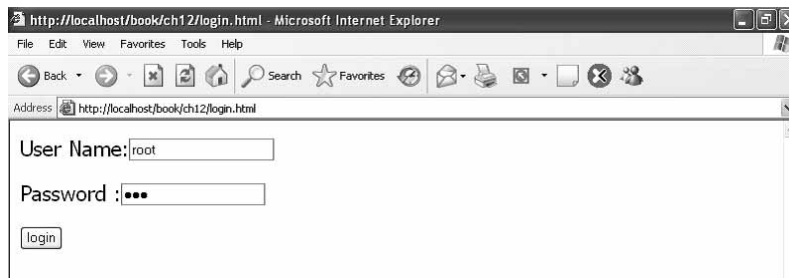 http://localhost/book/ch12/login.html - Microsoft Internet Explorer
File Edit View Favorites Tools Help
Back Search Favorites
Address http://localhost/book/ch12/login.html
User Name: root
Password : •••
login